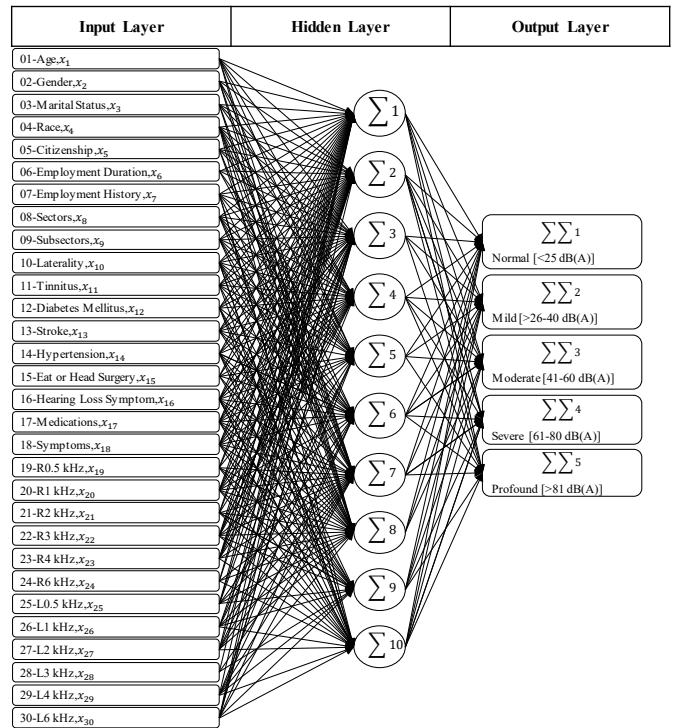 Input Layer
Hidden Layer
Output Layer
01-Age,x₁
02-Gender,x₂
03-Marital Status,x₃
04-Race,x₄
05-Citizenship,x₅
06-Employment Duration,x₆
07-Employment History,x₇
08-Sectors,x₈
09-Subsectors,x₉
10-Laterality,x₁₀
11-Tinnitus,x₁₁
12-Diabetes Mellitus,x₁₂
13-Stroke,x₁₃
14-Hypertension,x₁₄
15-Eat or Head Surgery,x₁₅
16-Hearing Loss Symptom,x₁₆
17-Medications,x₁₇
18-Symptoms,x₁₈
19-R0.5 kHz,x₁₉
20-R1 kHz,x₂₀
21-R2 kHz,x₂₁
22-R3 kHz,x₂₂
23-R4 kHz,x₂₃
24-R6 kHz,x₂₄
25-L0.5 kHz,x₂₅
26-L1 kHz,x₂₆
27-L2 kHz,x₂₇
28-L3 kHz,x₂₈
29-L4 kHz,x₂₉
30-L6 kHz,x₃₀
∑1
∑2
∑3
∑4
∑5
∑6
∑7
∑8
∑9
∑10
∑∑1
Normal [<25 dB(A)]
∑∑2
Mild [>26-40 dB(A)]
∑∑3
Moderate [41-60 dB(A)]
∑∑4
Severe [61-80 dB(A)]
∑∑5
Profound [>81 dB(A)]